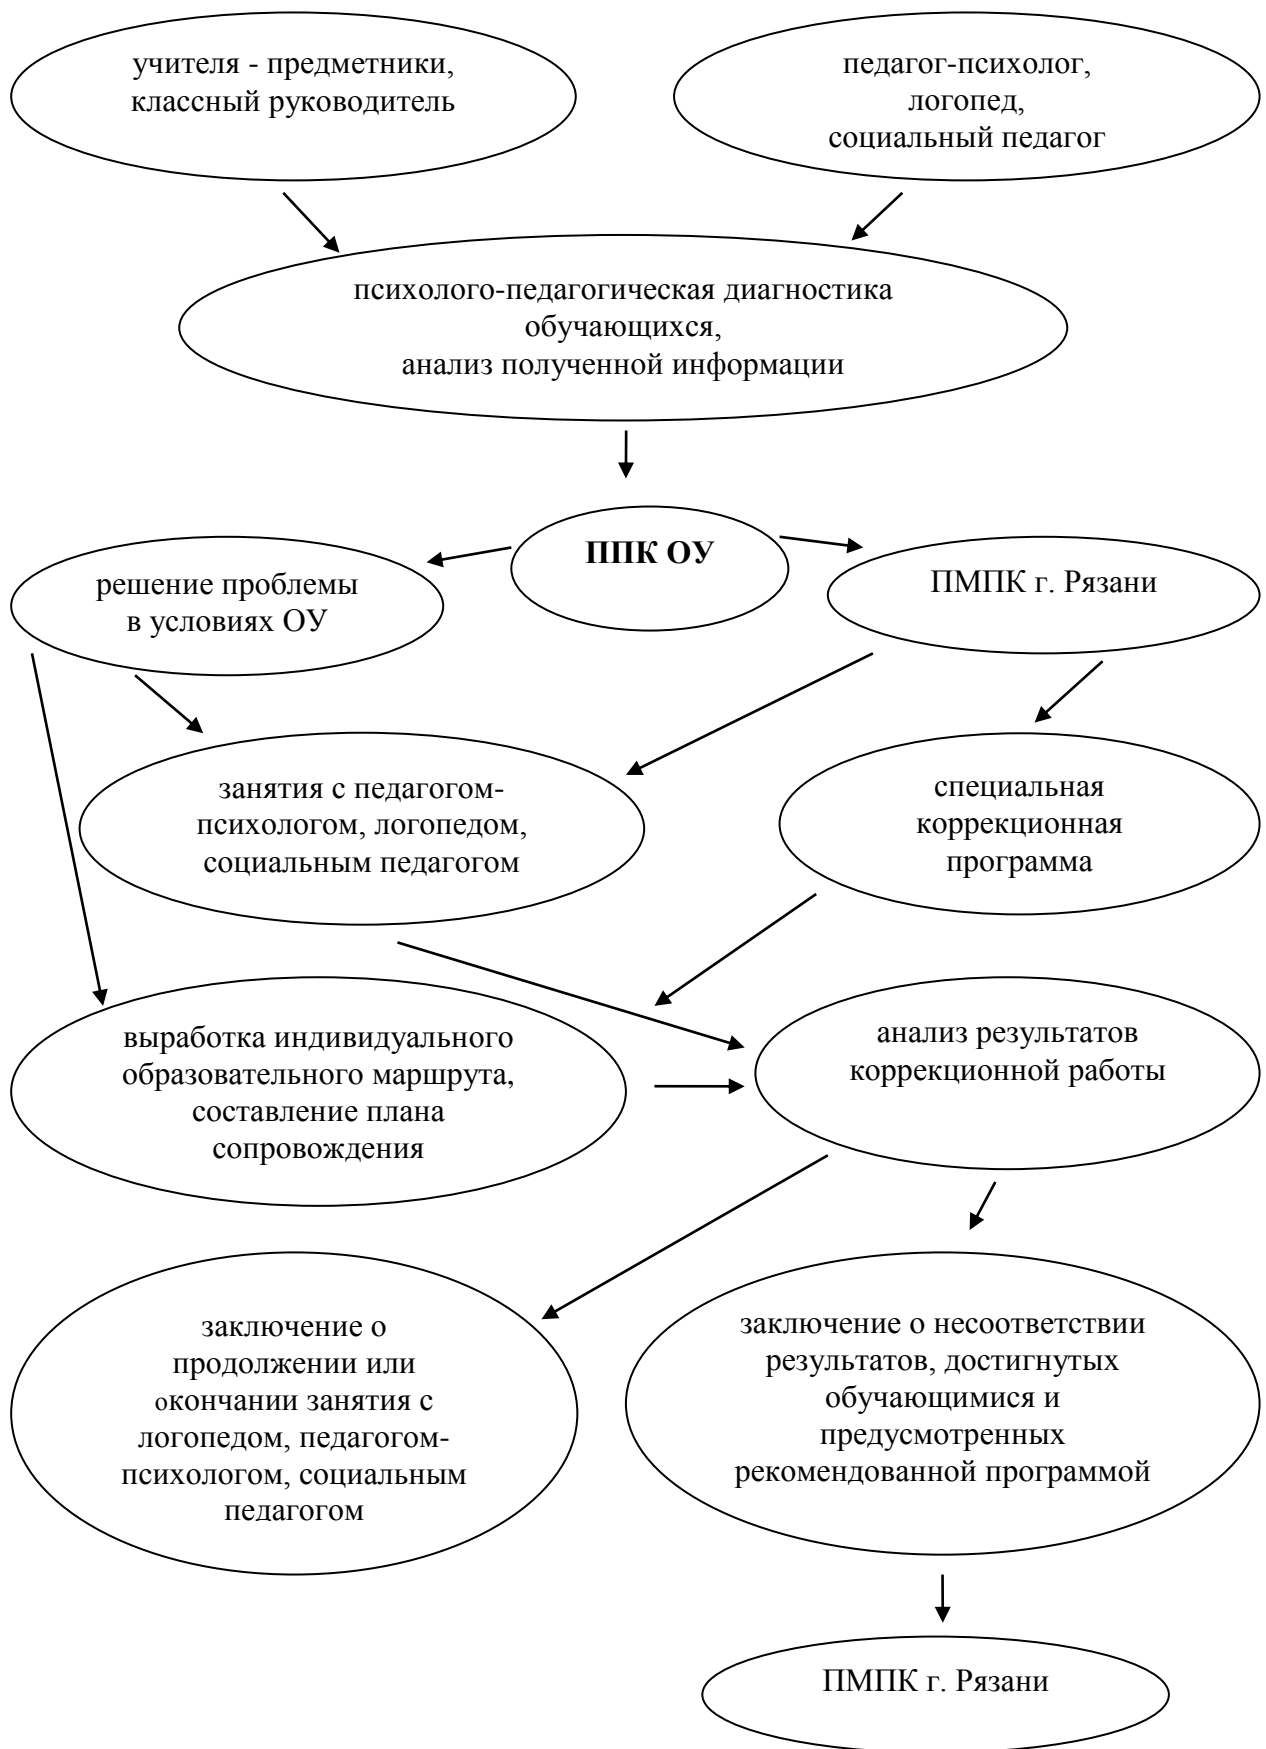 учителя - предметники,
классный руководитель
педагог-психолог,
логопед,
социальный педагог
психолого-педагогическая диагностика
обучающихся,
анализ полученной информации
ППК ОУ
решение проблемы
в условиях ОУ
ПМПК г. Рязани
занятия с педагогом-
психологом, логопедом,
социальным педагогом
специальная
коррекционная
программа
выработка индивидуального
образовательного маршрута,
составление плана
сопровождения
анализ результатов
коррекционной работы
заключение о
продолжении или
окончании занятия с
логопедом, педагогом-
психологом, социальным
педагогом
заключение о несоответствии
результатов, достигнутых
обучающимися и
предусмотренных
рекомендованной программой
ПМПК г. Рязани